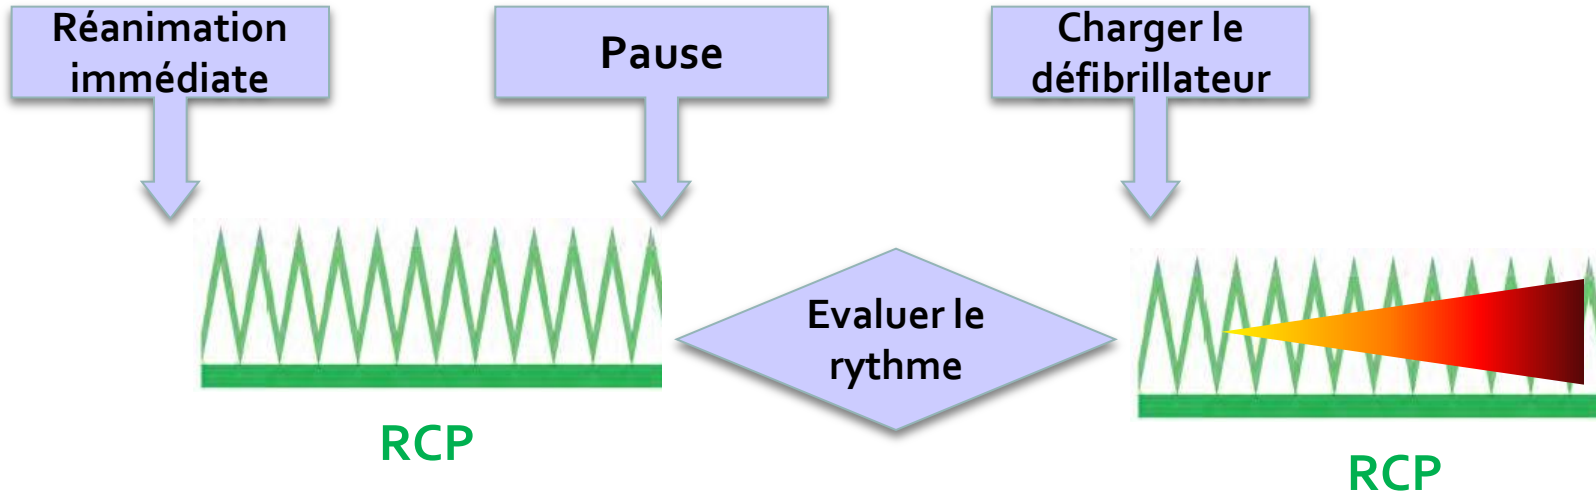 Réanimation
immédiate
Pause
Charger le
défibrillateur
Evaluer le
rythme
RCP
RCP